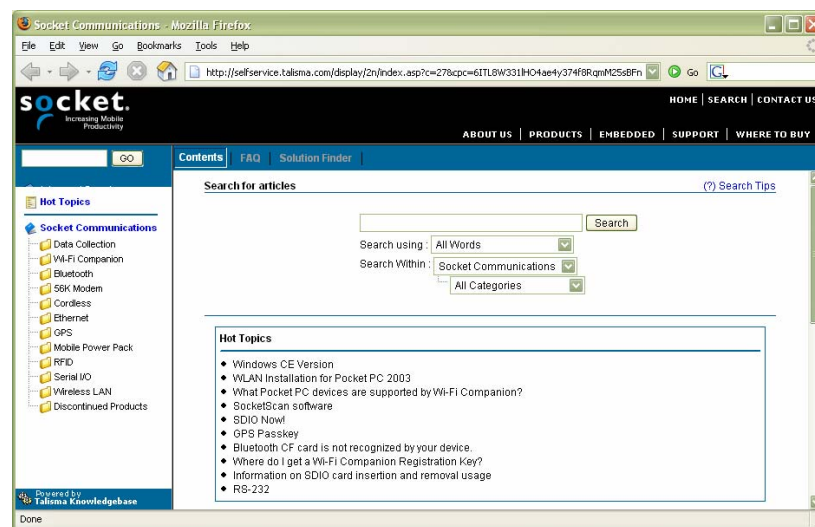 Socket Communications - Mozilla Firefox
File Edit View Go Bookmarks Tools Help
http://selfservice.talisma.com/display/2n/index.asp?c=27&cpc=6ITL8W331lHO4ae4y374f8RqmM25sBFn Go
socket.
Increasing Mobile
Productivity
HOME | SEARCH | CONTACT US
ABOUT US | PRODUCTS | EMBEDDED | SUPPORT | WHERE TO BUY
GO
Contents FAQ Solution Finder
Hot Topics
Socket Communications
Data Collection
Wi-Fi Companion
Bluetooth
56K Modem
Cordless
Ethernet
GPS
Mobile Power Pack
RFID
Serial I/O
Wireless LAN
Discontinued Products
Powered by
Talisma Knowledgebase
Search for articles (?) Search Tips
Search
Search using : All Words
Search Within : Socket Communications
All Categories
Hot Topics
• Windows CE Version
• WLAN Installation for Pocket PC 2003
• What Pocket PC devices are supported by Wi-Fi Companion?
• SocketScan software
• SDIO Now!
• GPS Passkey
• Bluetooth CF card is not recognized by your device.
• Where do I get a Wi-Fi Companion Registration Key?
• Information on SDIO card insertion and removal usage
• RS-232
Done